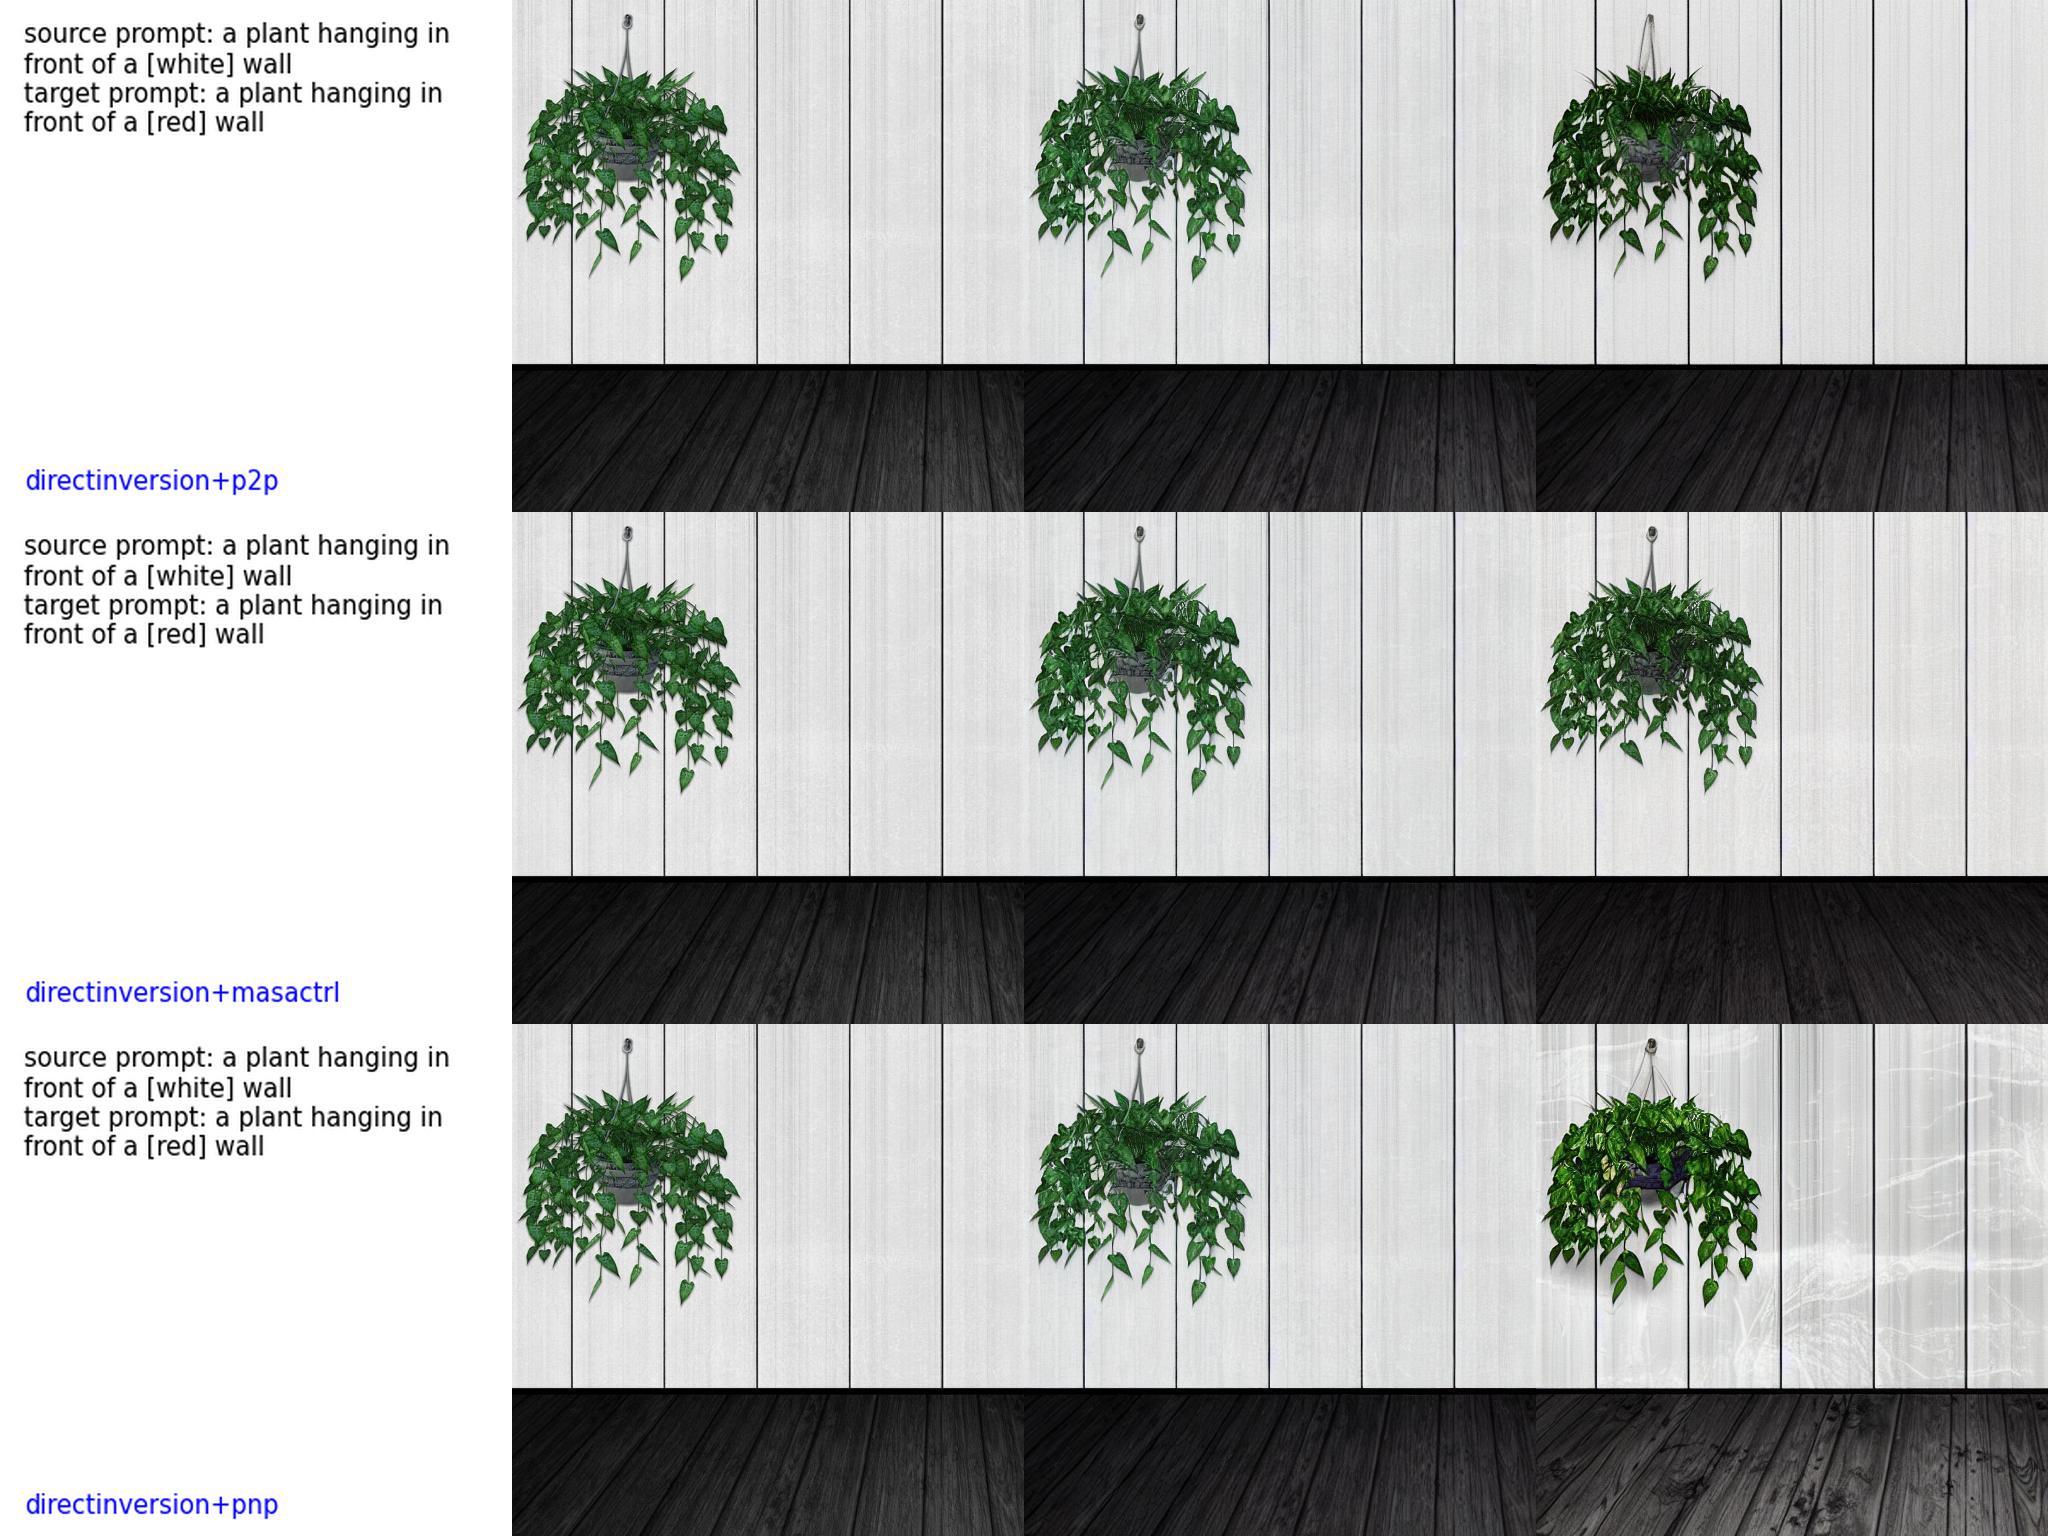 source prompt: a plant hanging in
front of a [white] wall
target prompt: a plant hanging in
front of a [red] wall
directinversion+p2p
source prompt: a plant hanging in
front of a [white] wall
target prompt: a plant hanging in
front of a [red] wall
directinversion+masactrl
source prompt: a plant hanging in
front of a [white] wall
target prompt: a plant hanging in
front of a [red] wall
directinversion+pnp